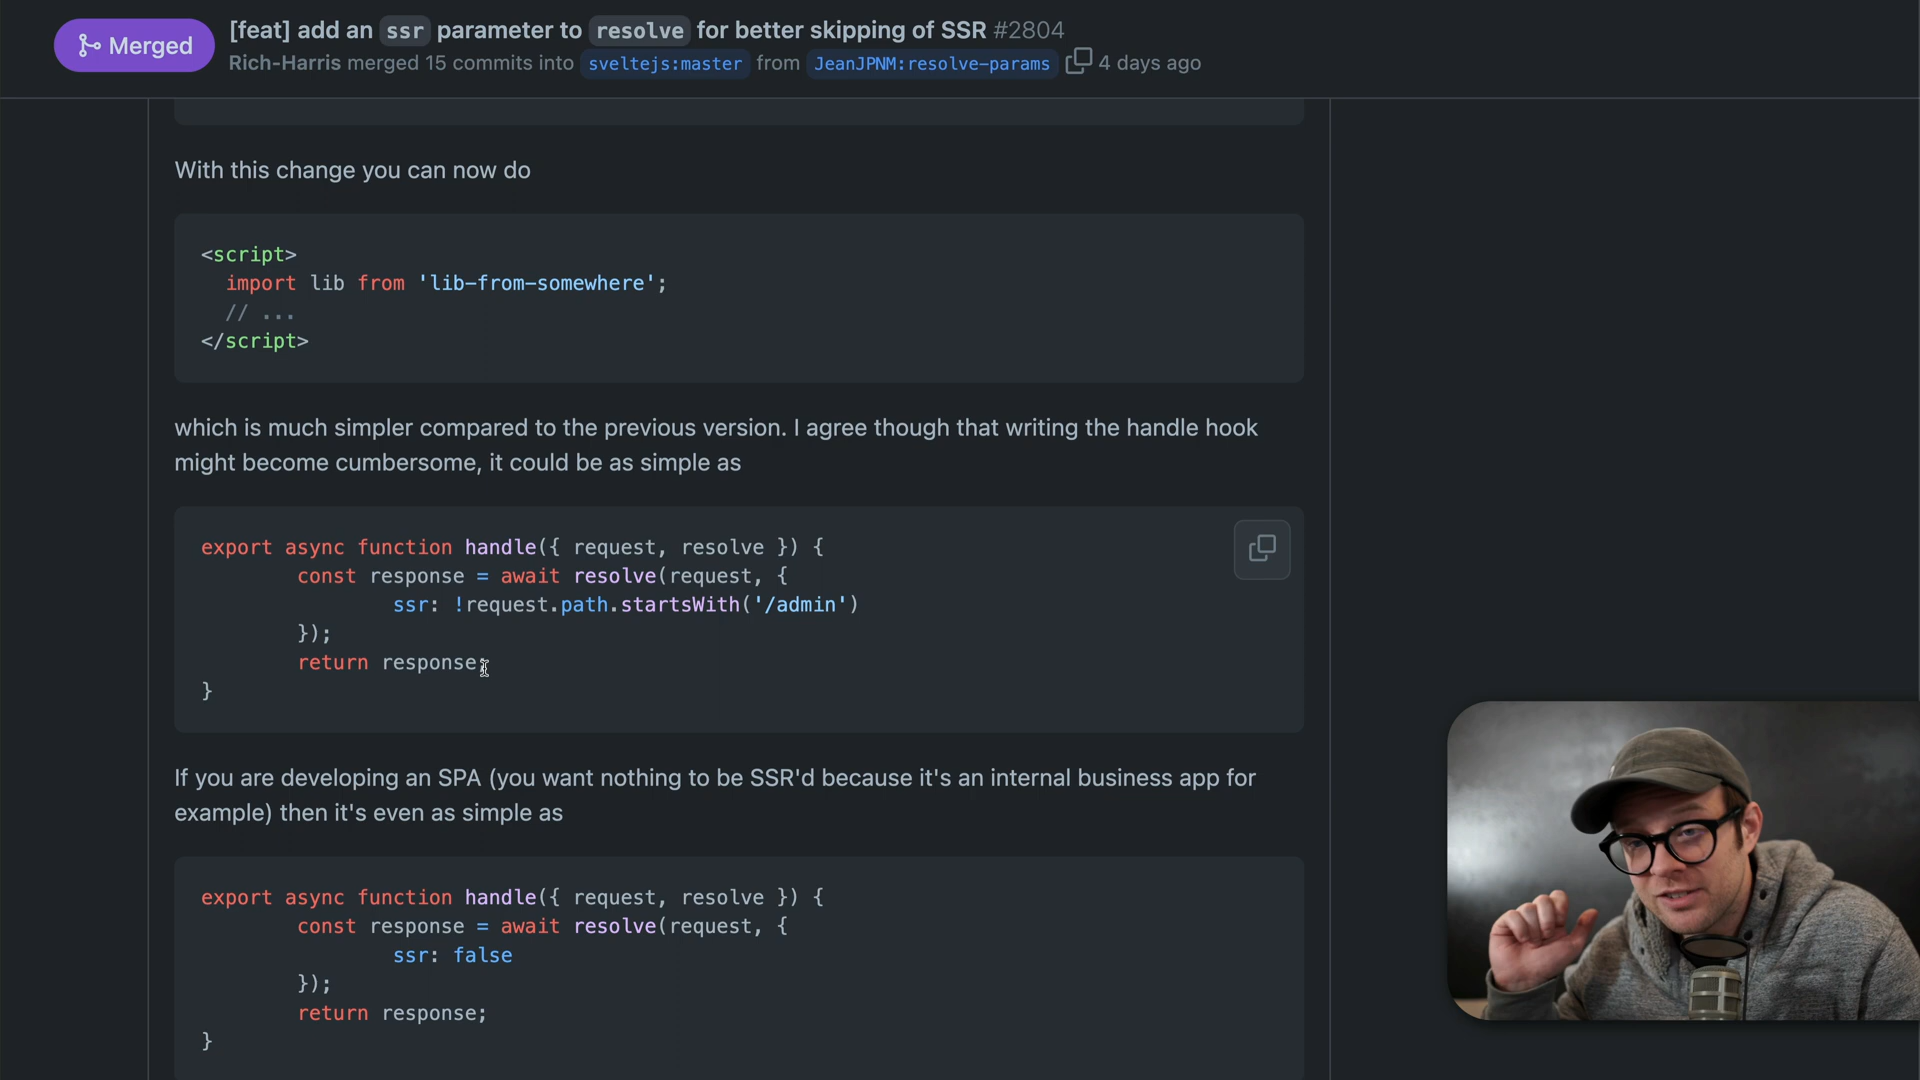 Merged
[feat] add an ssr parameter to resolve for better skipping of SSR #2804
Rich-Harris merged 15 commits into sveltejs:master from JeanJPNM:resolve-params 4 days ago
With this change you can now do
<script>
  import lib from 'lib-from-somewhere';
  // ...
</script>
which is much simpler compared to the previous version. I agree though that writing the handle hook
might become cumbersome, it could be as simple as
export async function handle({ request, resolve }) {
        const response = await resolve(request, {
                ssr: !request.path.startsWith('/admin')
        });
        return response;
}
If you are developing an SPA (you want nothing to be SSR'd because it's an internal business app for
example) then it's even as simple as
export async function handle({ request, resolve }) {
        const response = await resolve(request, {
                ssr: false
        });
        return response;
}